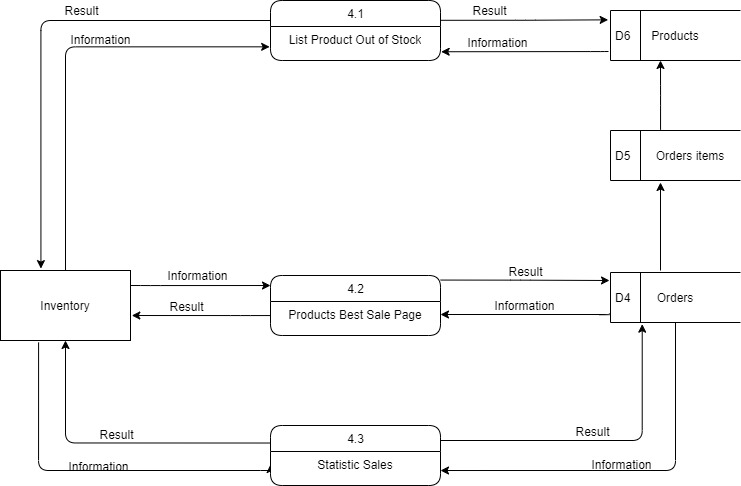 Result
4.1
Result
List Product Out of Stock
Information
Information
D6
Products
D5
Orders items
Information
4.2
Result
Inventory
Result
Products Best Sale Page
Information
D4
Orders
Result
4.3
Result
Information
Statistic Sales
Information